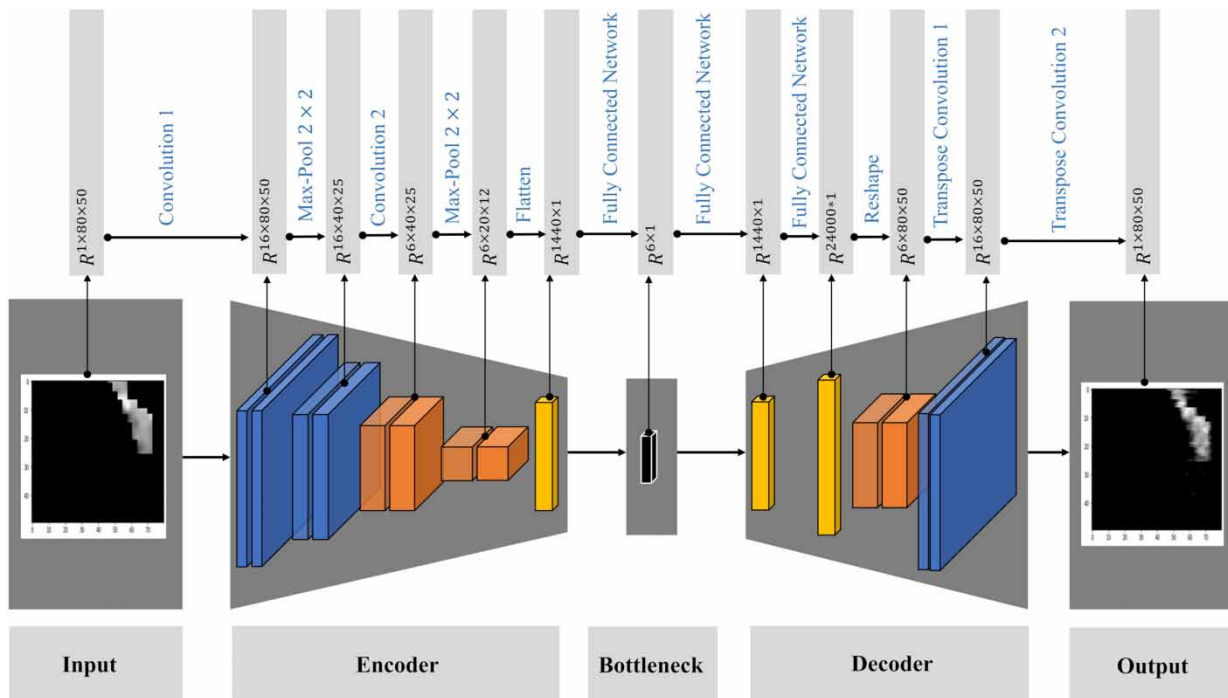 R^1×80×50
Convolution 1
R^16×80×50
Max-Pool 2 × 2
R^16×40×25
Convolution 2
R^6×40×25
Max-Pool 2 × 2
R^6×20×12
Flatten
R^1440×1
Fully Connected Network
R^6×1
Fully Connected Network
R^1440×1
Fully Connected Network
R^24000*1
Reshape
R^6×80×50
Transpose Convolution 1
R^16×80×50
Transpose Convolution 2
R^1×80×50
Input
Encoder
Bottleneck
Decoder
Output